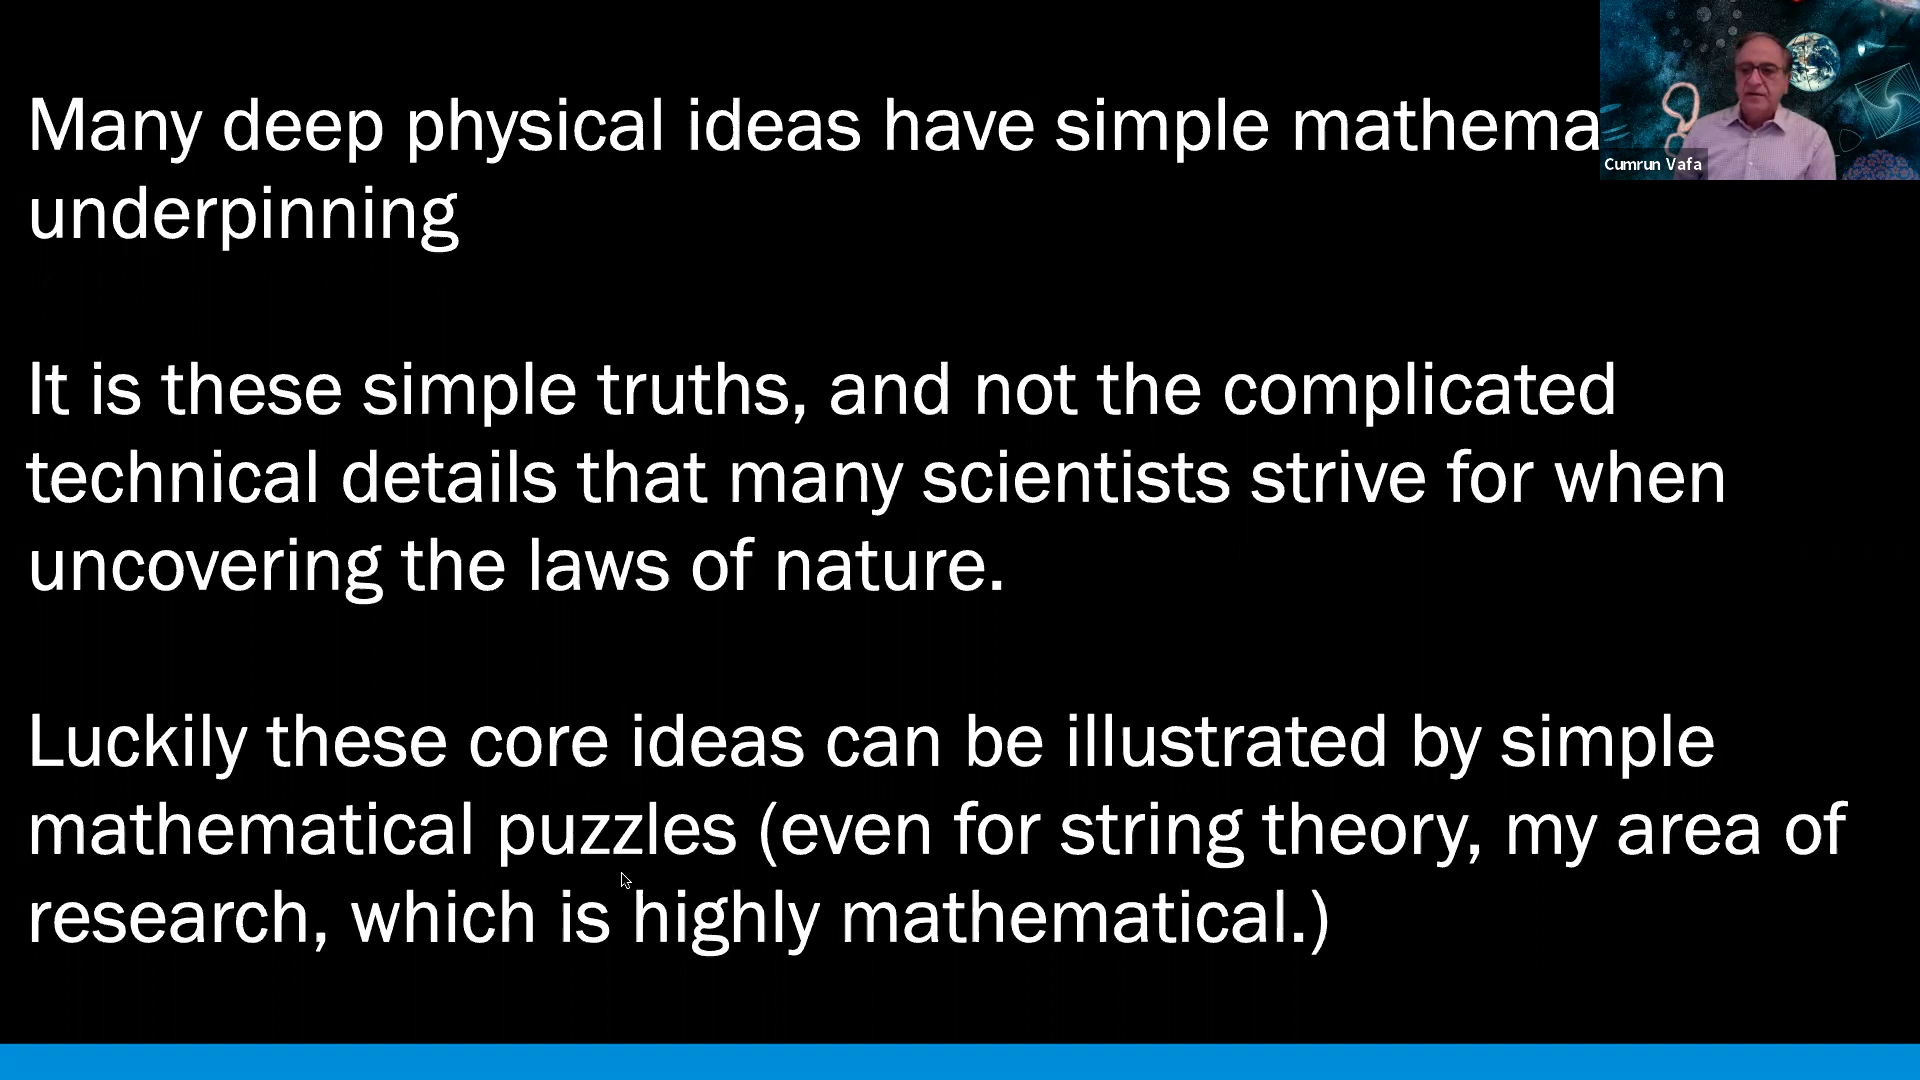 Many deep physical ideas have simple mathema
underpinning
It is these simple truths, and not the complicated
technical details that many scientists strive for when
uncovering the laws of nature.
Luckily these core ideas can be illustrated by simple
mathematical puzzles (even for string theory, my area of
research, which is highly mathematical.)
Cumrun Vafa